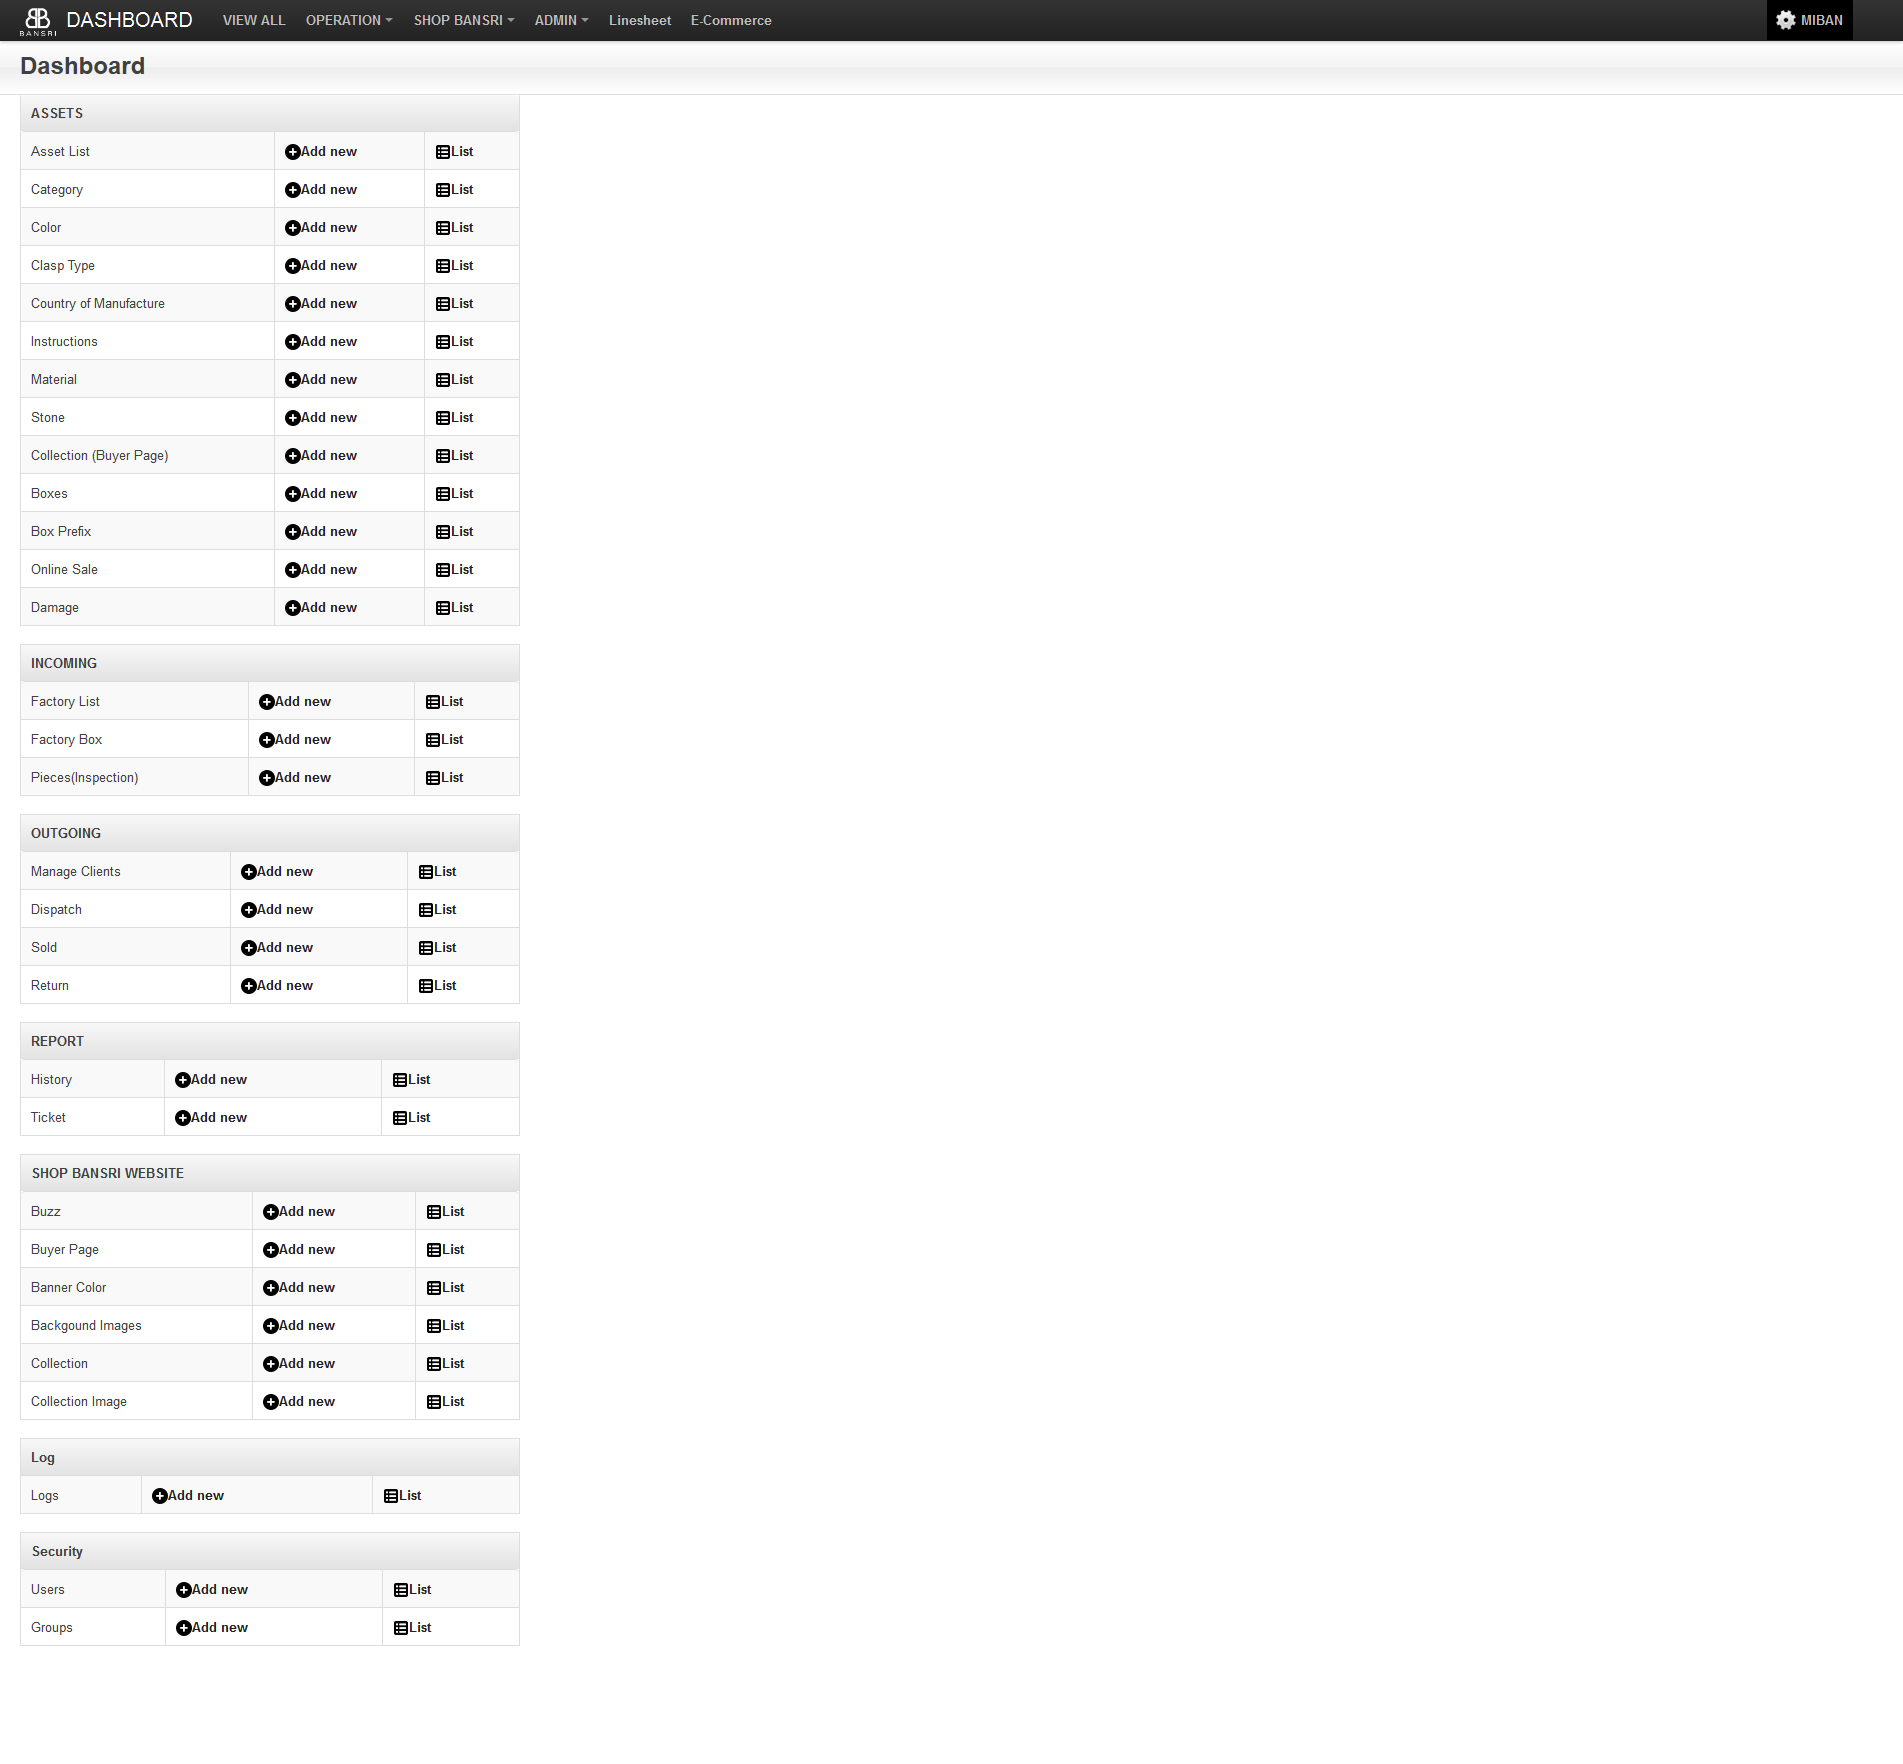 BANSRI DASHBOARD VIEW ALL OPERATION SHOP BANSRI ADMIN Linesheet E-Commerce MIBAN
Dashboard
ASSETS
Asset List Add new List
Category Add new List
Color Add new List
Clasp Type Add new List
Country of Manufacture Add new List
Instructions Add new List
Material Add new List
Stone Add new List
Collection (Buyer Page) Add new List
Boxes Add new List
Box Prefix Add new List
Online Sale Add new List
Damage Add new List
INCOMING
Factory List Add new List
Factory Box Add new List
Pieces(Inspection) Add new List
OUTGOING
Manage Clients Add new List
Dispatch Add new List
Sold Add new List
Return Add new List
REPORT
History Add new List
Ticket Add new List
SHOP BANSRI WEBSITE
Buzz Add new List
Buyer Page Add new List
Banner Color Add new List
Backgound Images Add new List
Collection Add new List
Collection Image Add new List
Log
Logs Add new List
Security
Users Add new List
Groups Add new List